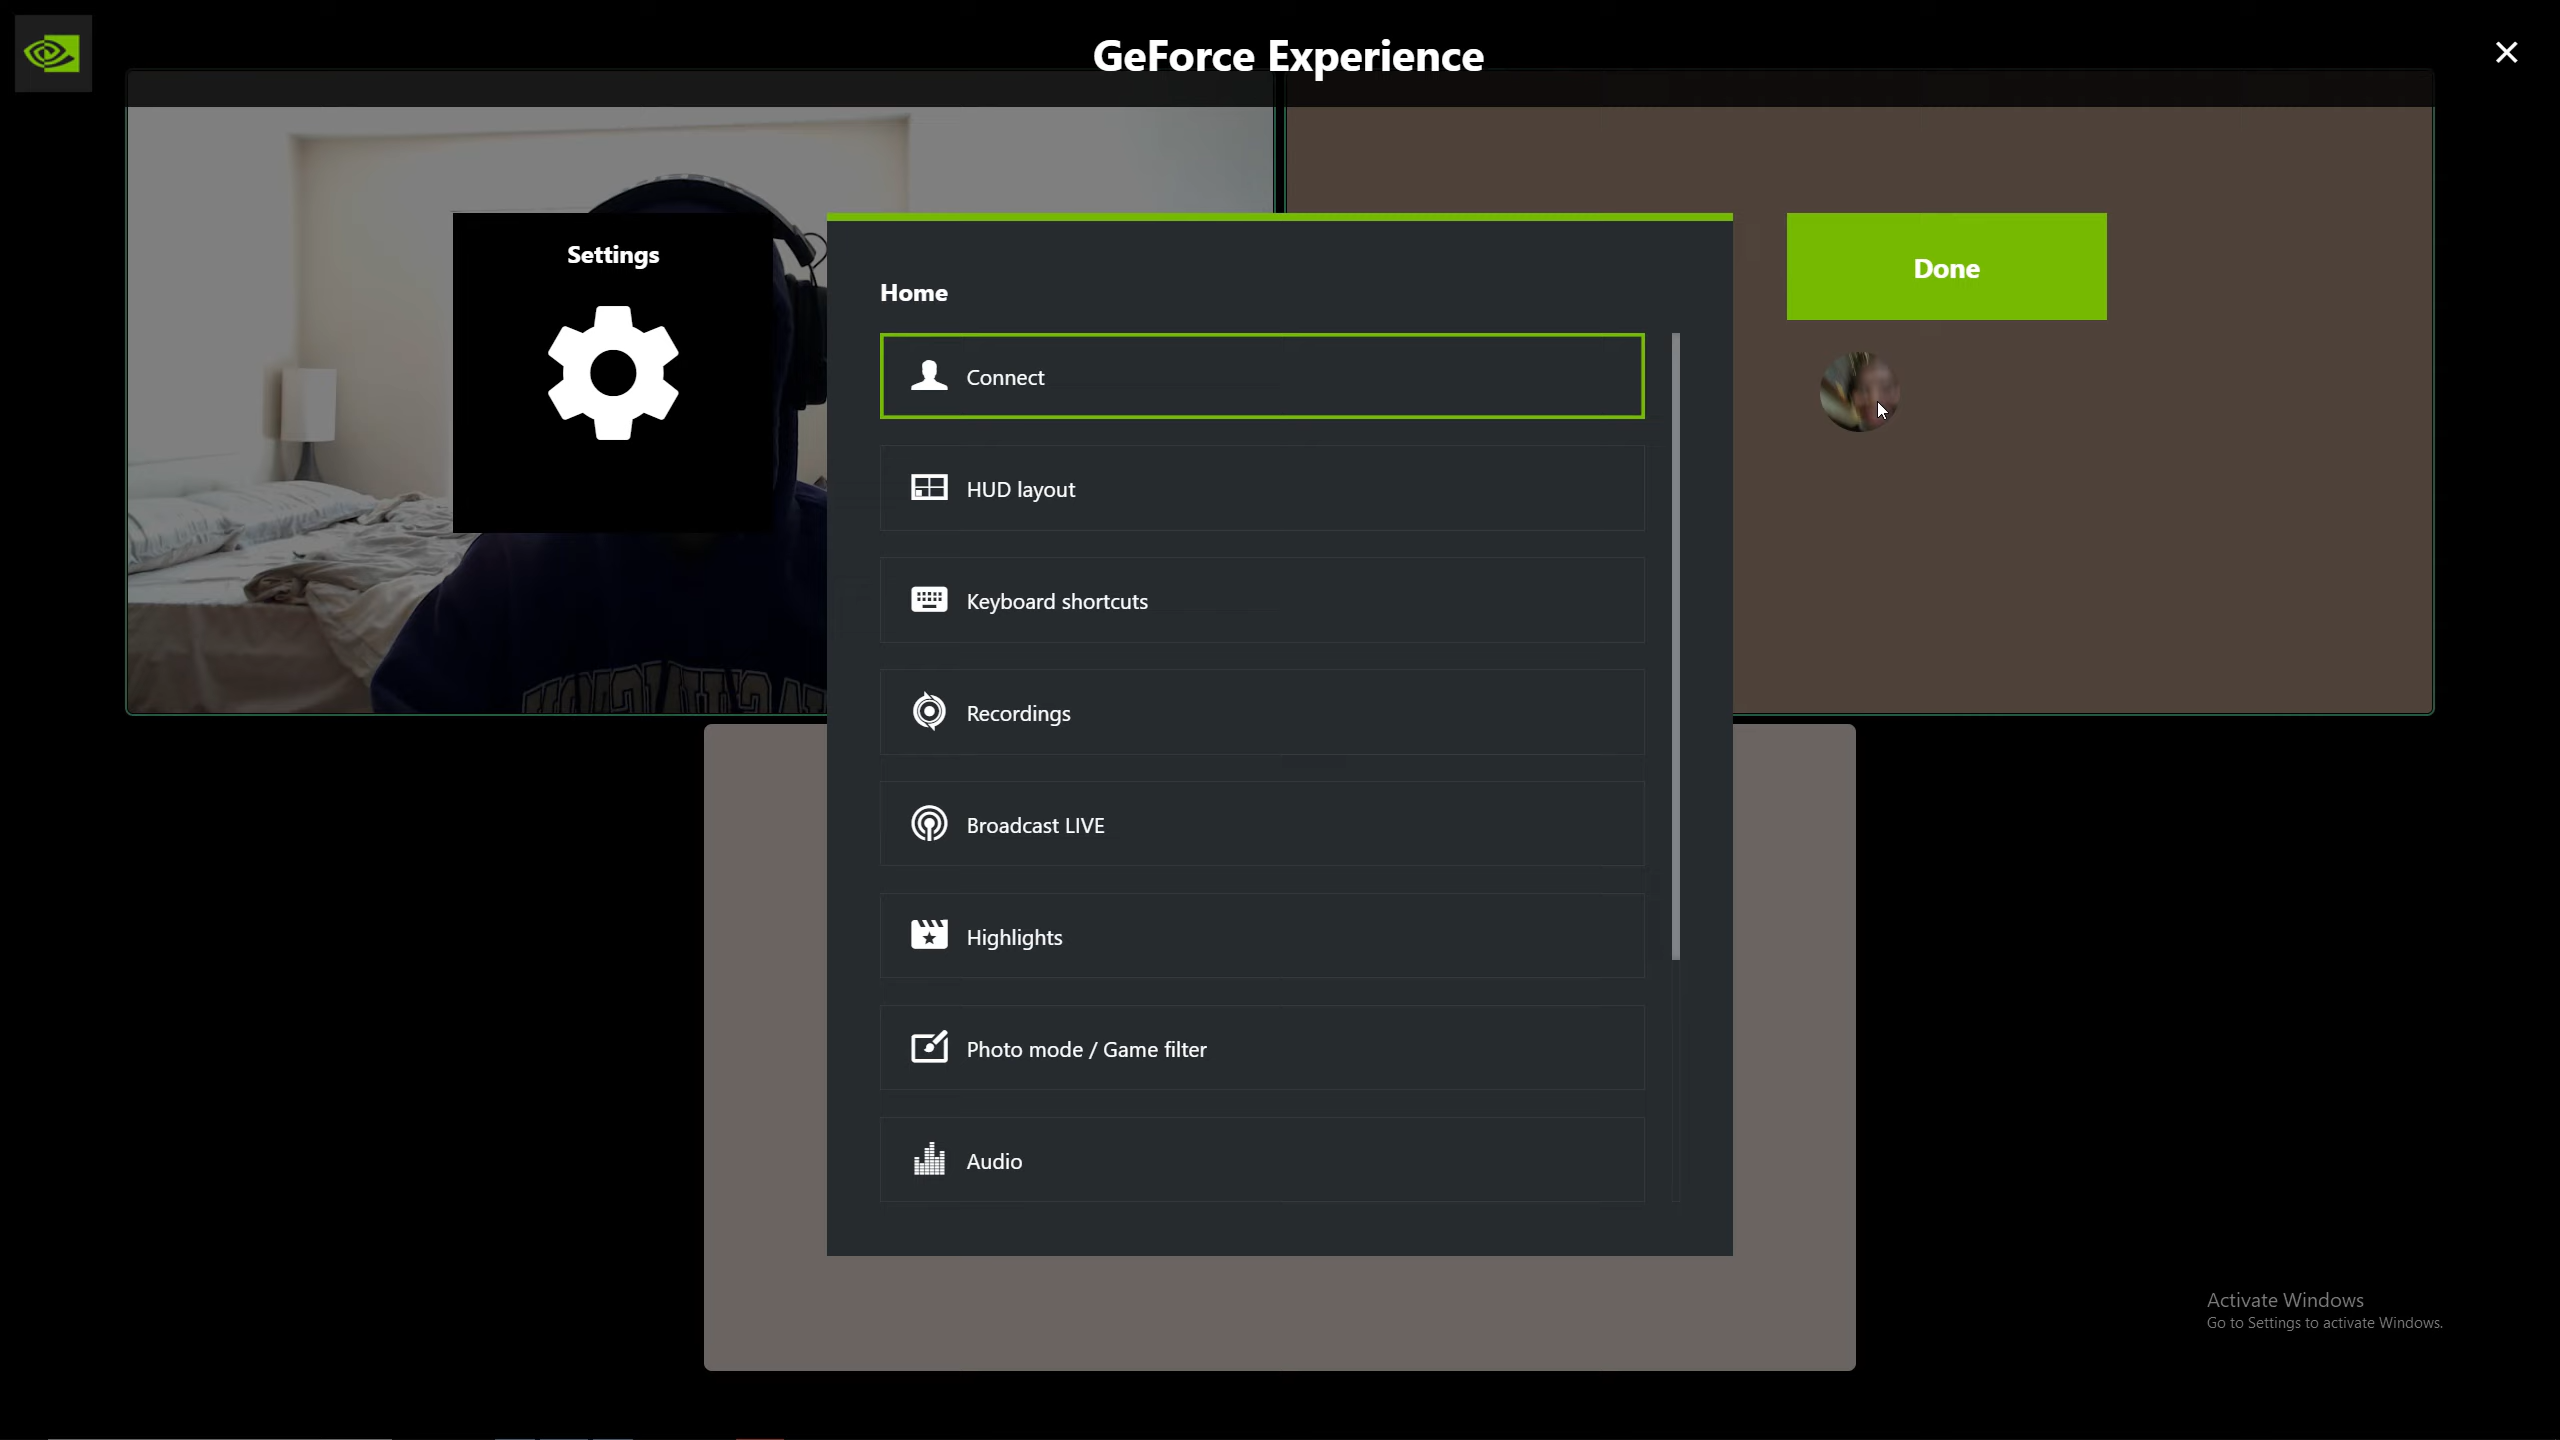 GeForce Experience
Settings
Home
Done
Connect
HUD layout
Keyboard shortcuts
Recordings
Broadcast LIVE
Highlights
Photo mode / Game filter
Audio
Activate Windows
Go to Settings to activate Windows.